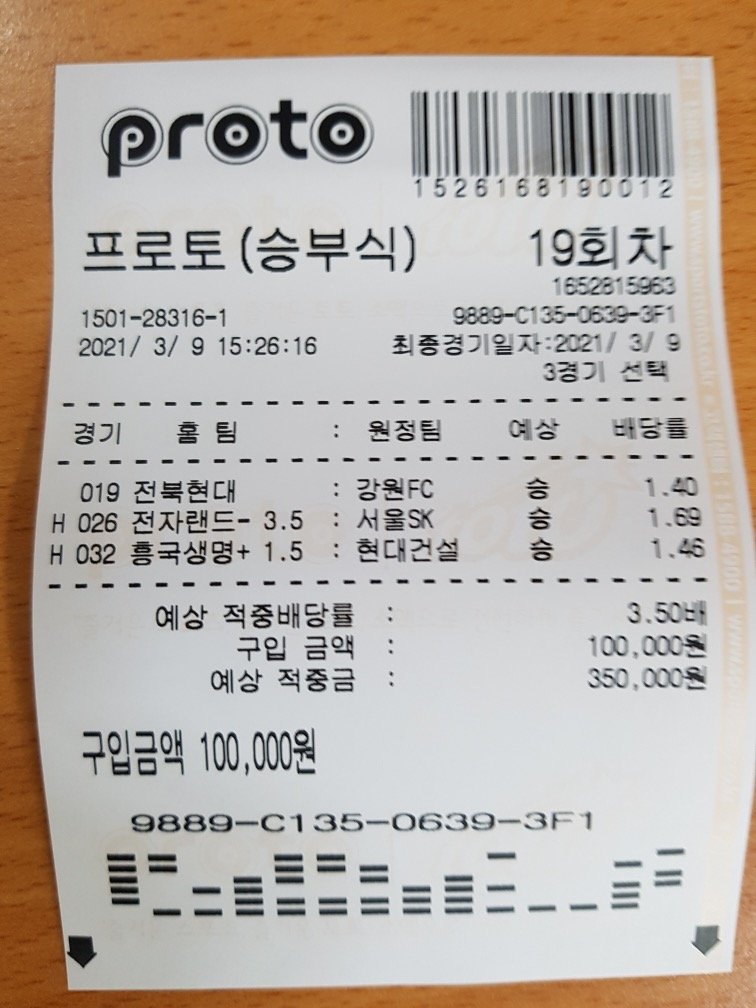 proto
1526168190012
프로토(승부식) 19회차
1652815963
1501-28316-1 9889-C135-0639-3F1
2021/ 3/ 9 15:26:16 최종경기일자:2021/ 3/ 9
3경기 선택
경기 홈 팀 : 원정팀 예상 배당률
019 전북현대 : 강원FC 승 1.40
H 026 전자랜드- 3.5 : 서울SK 승 1.69
H 032 흥국생명+ 1.5 : 현대건설 승 1.46
예상 적중배당률 : 3.50배
구입 금액 : 100,000원
예상 적중금 : 350,000원
구입금액 100,000원
9889-C135-0639-3F1